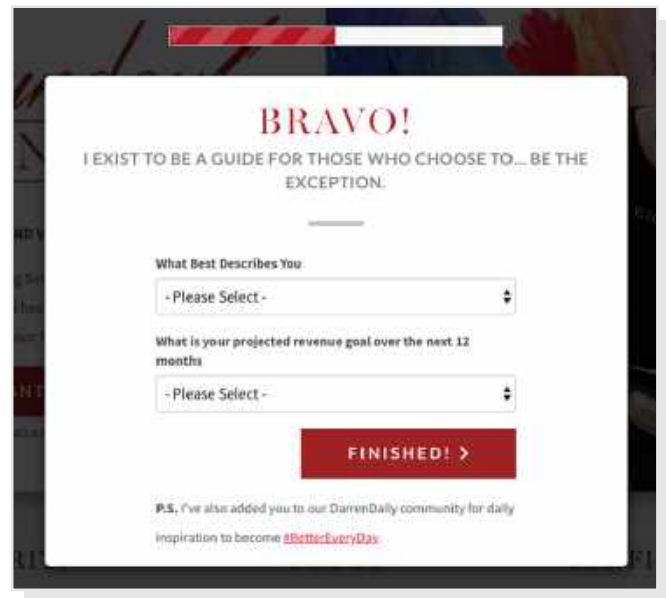 BRAVO!
I EXIST TO BE A GUIDE FOR THOSE WHO CHOOSE TO... BE THE
EXCEPTION.
What Best Describes You
- Please Select -
What is your projected revenue goal over the next 12
months
- Please Select -
FINISHED! >
P.S. I've also added you to our DarrenDaily community for daily
inspiration to become #BetterEveryDay.